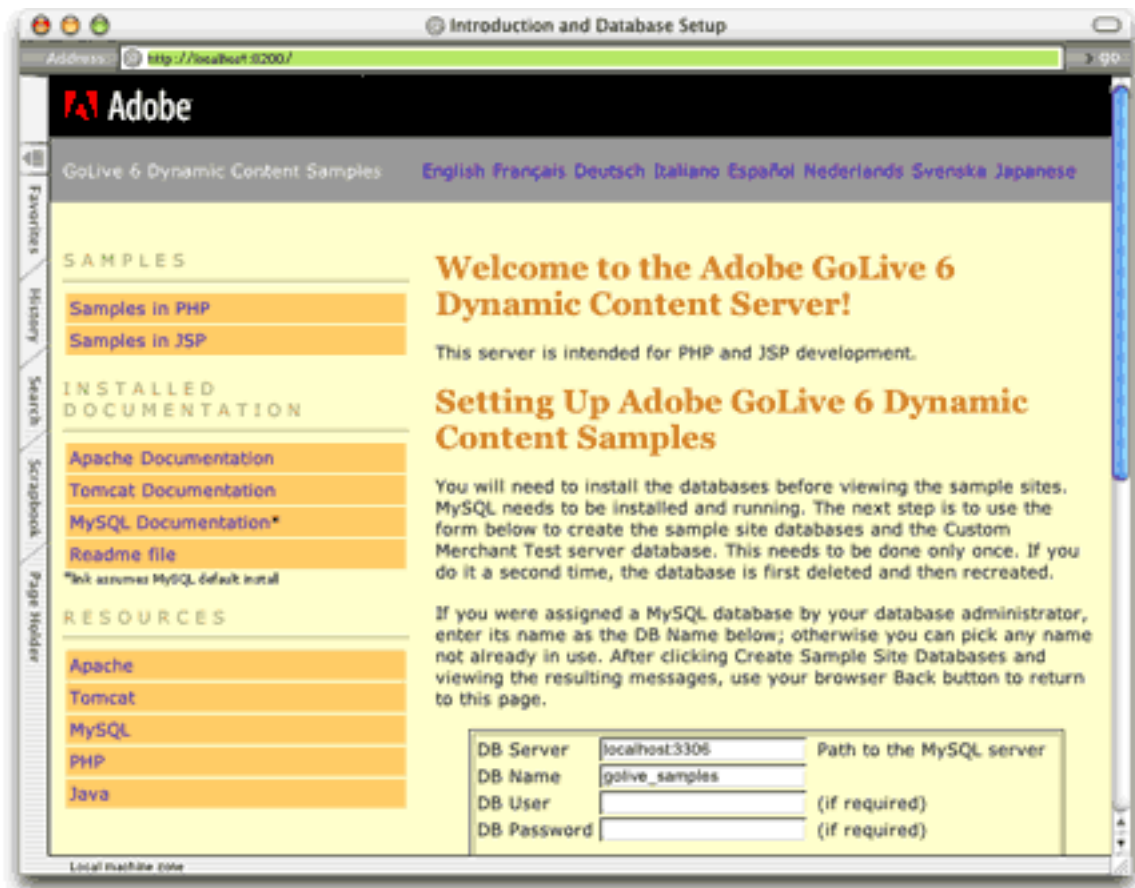 Introduction and Database Setup
Address: http://localhost:8200/ go
Adobe
GoLive 6 Dynamic Content Samples
English Français Deutsch Italiano Español Nederlands Svenska Japanese
Favorites
History
Search
Scrapbook
Page Holder
SAMPLES
Samples in PHP
Samples in JSP
INSTALLED
DOCUMENTATION
Apache Documentation
Tomcat Documentation
MySQL Documentation*
Readme file
*link assumes MySQL default install
RESOURCES
Apache
Tomcat
MySQL
PHP
Java
Welcome to the Adobe GoLive 6
Dynamic Content Server!
This server is intended for PHP and JSP development.
Setting Up Adobe GoLive 6 Dynamic
Content Samples
You will need to install the databases before viewing the sample sites.
MySQL needs to be installed and running. The next step is to use the
form below to create the sample site databases and the Custom
Merchant Test server database. This needs to be done only once. If you
do it a second time, the database is first deleted and then recreated.
If you were assigned a MySQL database by your database administrator,
enter its name as the DB Name below; otherwise you can pick any name
not already in use. After clicking Create Sample Site Databases and
viewing the resulting messages, use your browser Back button to return
to this page.
DB Server localhost:3306 Path to the MySQL server
DB Name golive_samples
DB User (if required)
DB Password (if required)
Local machine zone